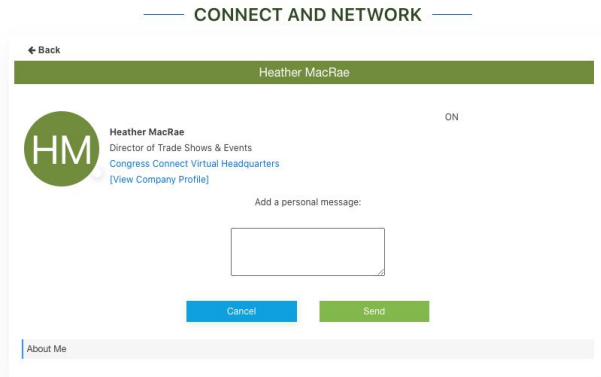 CONNECT AND NETWORK
← Back
Heather MacRae
ON
HM
Heather MacRae
Director of Trade Shows & Events
Congress Connect Virtual Headquarters
[View Company Profile]
Add a personal message:
Cancel
Send
About Me